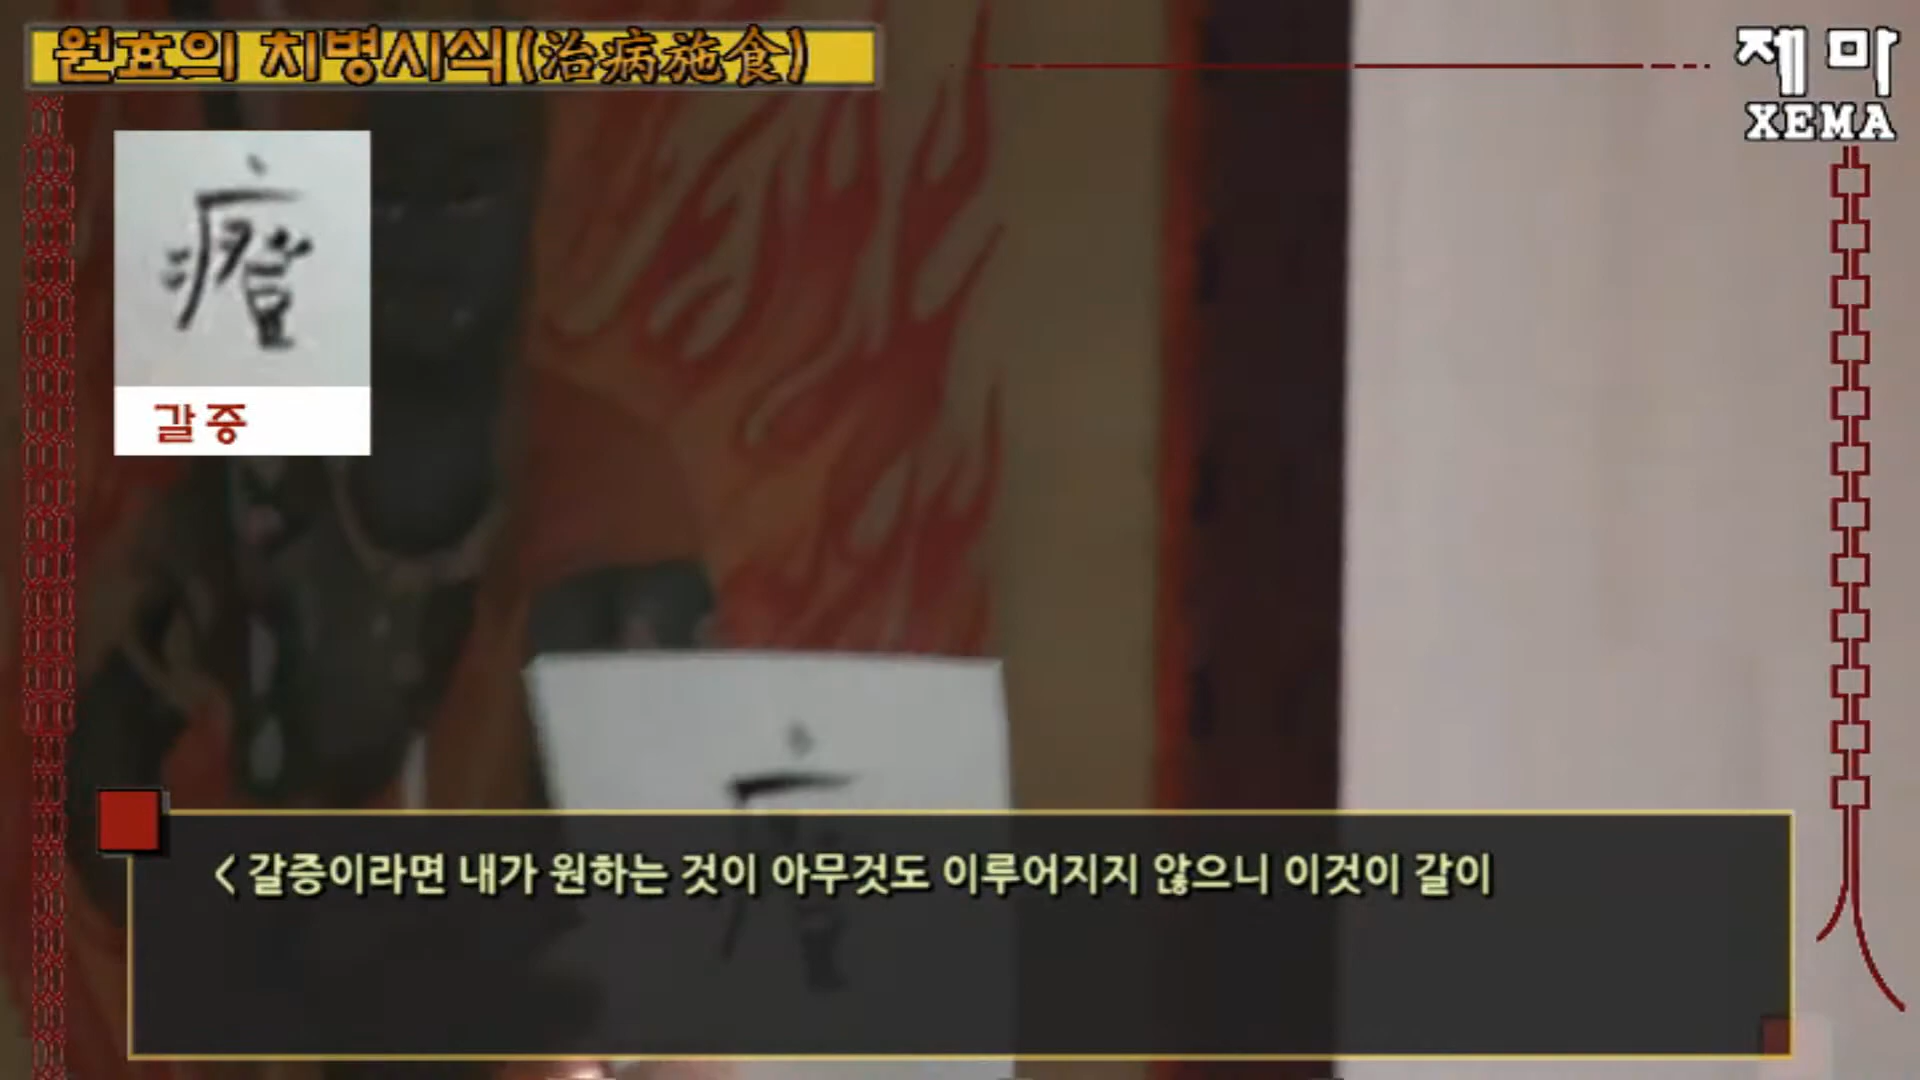 원효의 치병시식(治病施食)
제마
XEMA
갈증
< 갈증이라면 내가 원하는 것이 아무것도 이루어지지 않으니 이것이 갈이